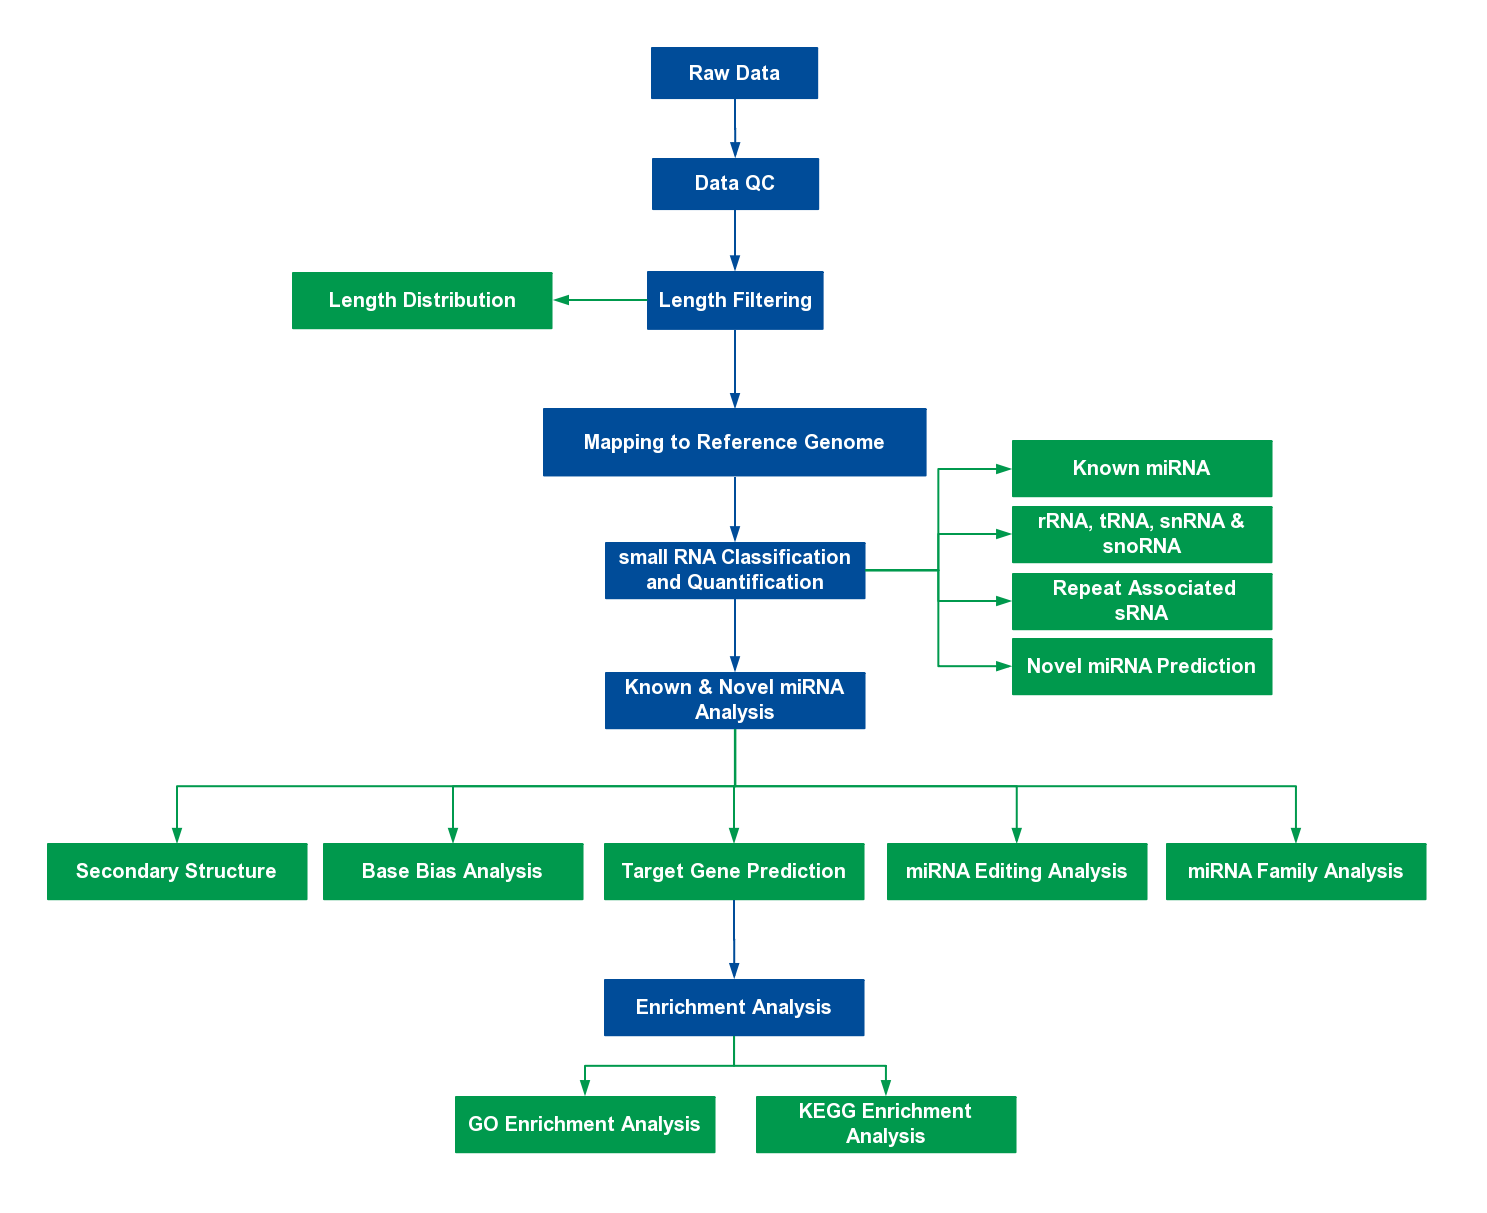 Raw Data
Data QC
Length Distribution
Length Filtering
Mapping to Reference Genome
Known miRNA
rRNA, tRNA, snRNA &
snoRNA
small RNA Classification
and Quantification
Repeat Associated
sRNA
Novel miRNA Prediction
Known & Novel miRNA
Analysis
Secondary Structure
Base Bias Analysis
Target Gene Prediction
miRNA Editing Analysis
miRNA Family Analysis
Enrichment Analysis
GO Enrichment Analysis
KEGG Enrichment
Analysis